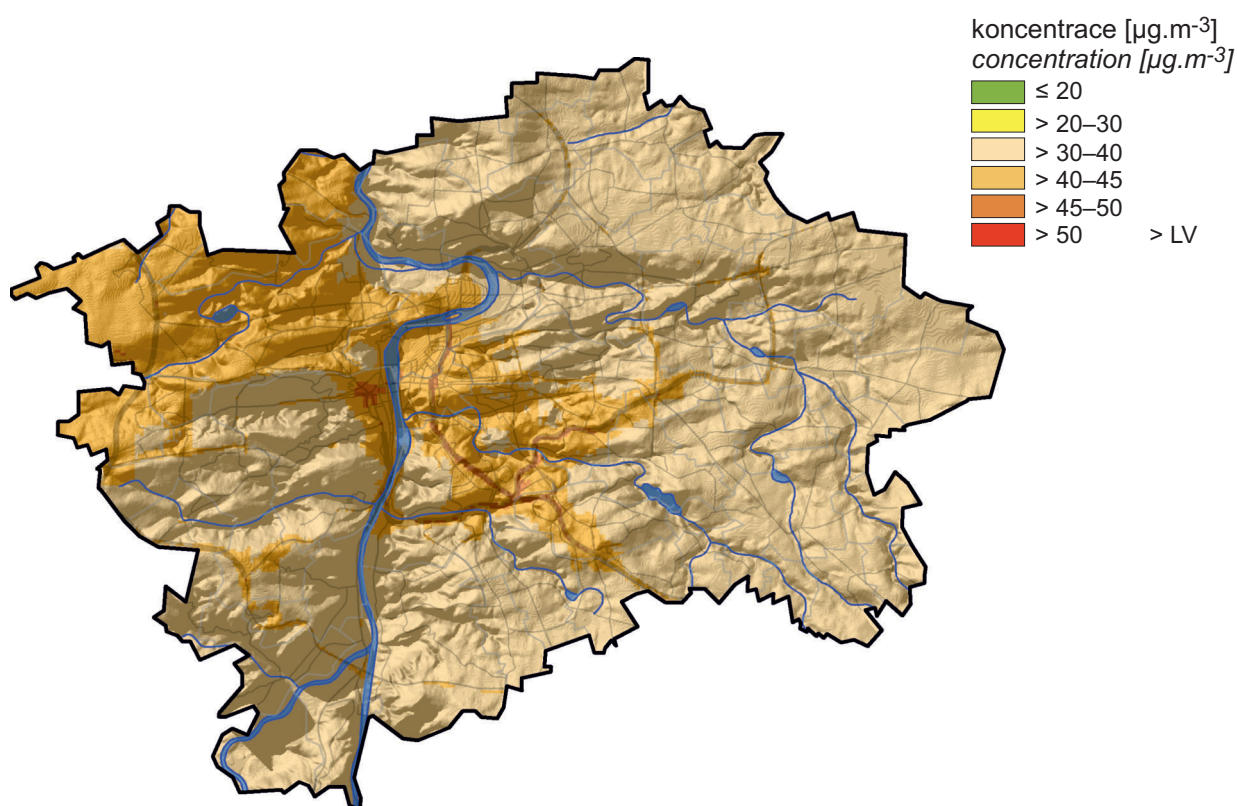 koncentrace [µg.m-3]
concentration [µg.m-3]
≤ 20
> 20–30
> 30–40
> 40–45
> 45–50
> 50 > LV